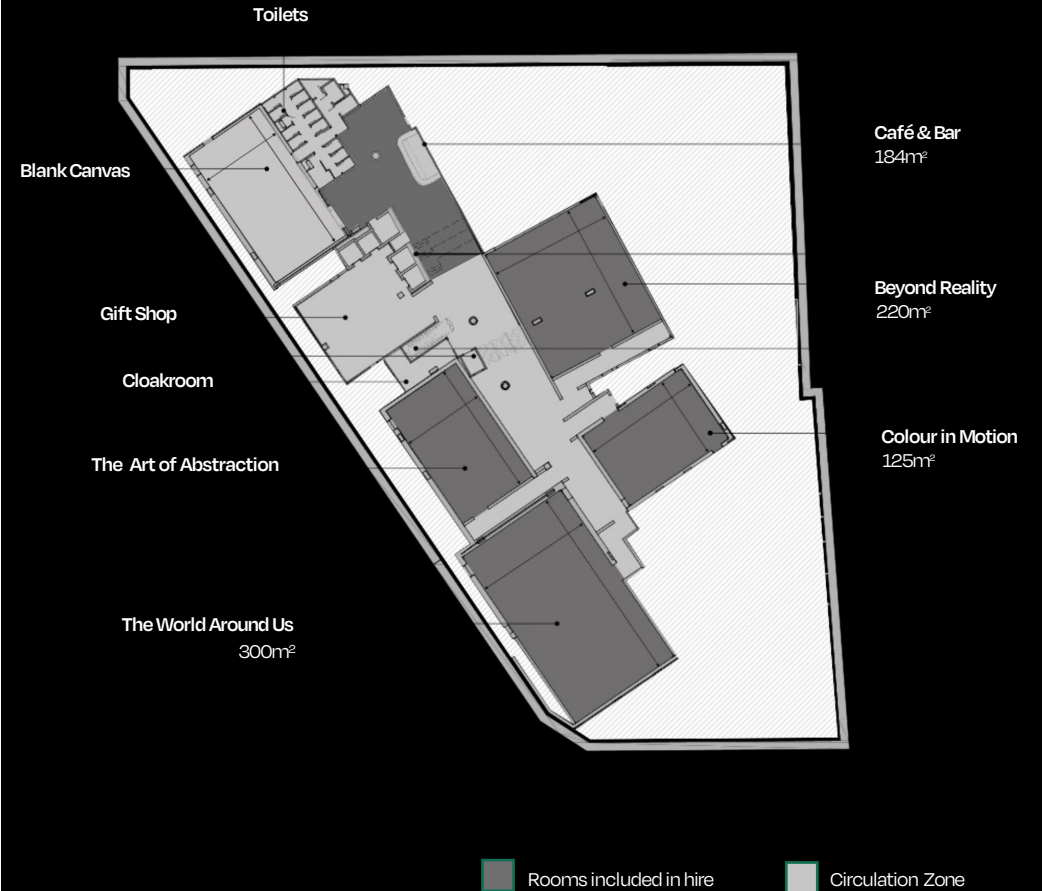 Toilets
Café & Bar
184m²
Blank Canvas
Beyond Reality
220m²
Gift Shop
Cloakroom
Colour in Motion
125m²
The Art of Abstraction
The World Around Us
300m²
Rooms included in hire
Circulation Zone